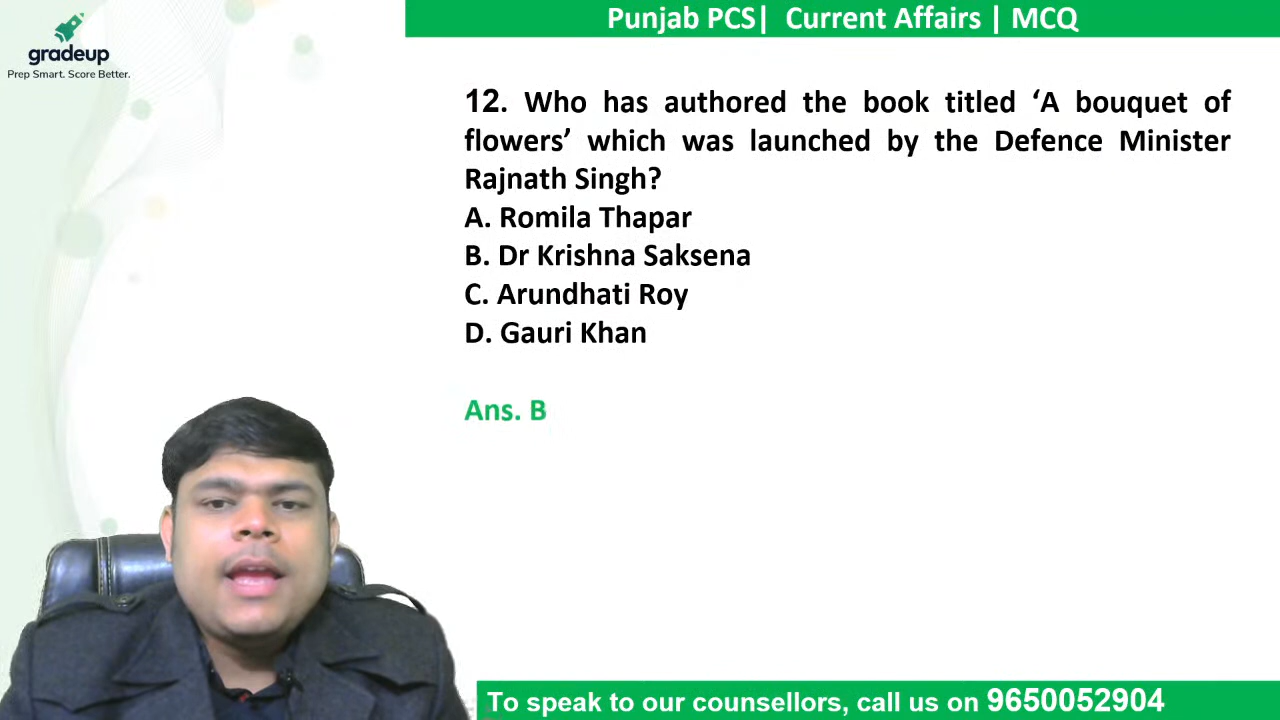 gradeup
Prep Smart. Score Better.
Punjab PCS| Current Affairs | MCQ
12. Who has authored the book titled ‘A bouquet of
flowers’ which was launched by the Defence Minister
Rajnath Singh?
A. Romila Thapar
B. Dr Krishna Saksena
C. Arundhati Roy
D. Gauri Khan
Ans. B
To speak to our counsellors, call us on 9650052904